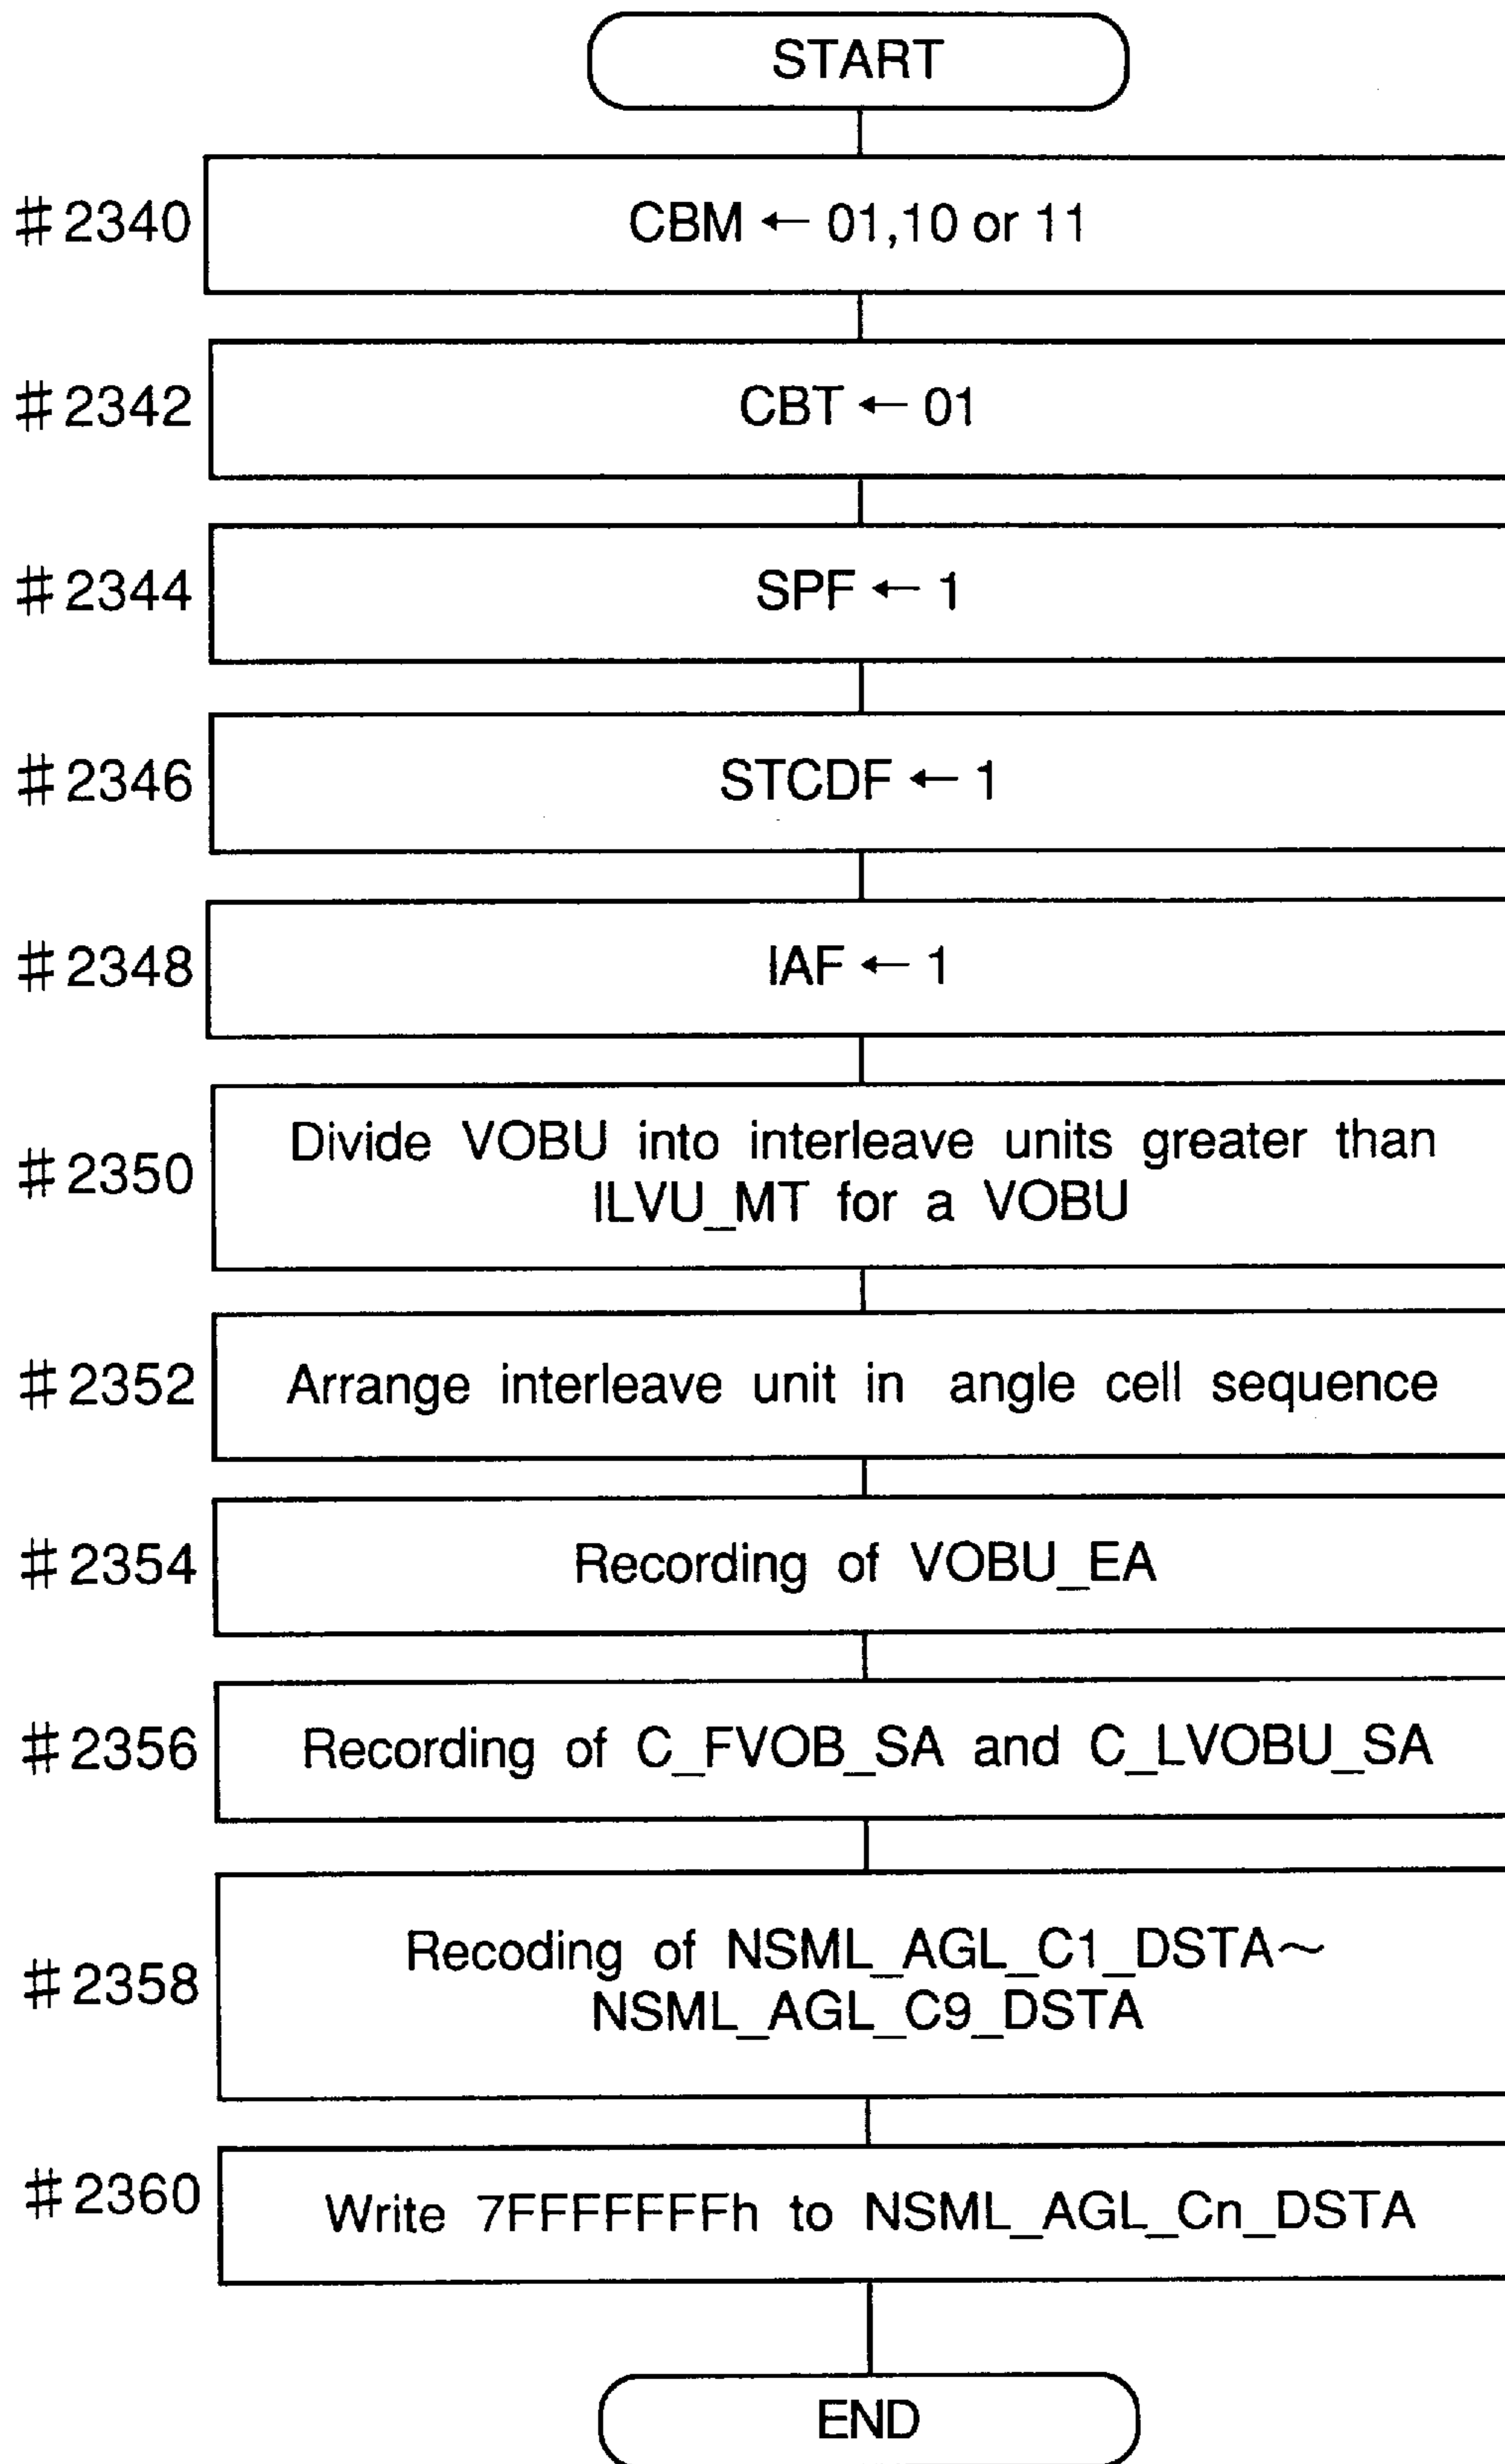 START
#2340
CBM ← 01,10 or 11
#2342
CBT ← 01
#2344
SPF ← 1
#2346
STCDF ← 1
#2348
IAF ← 1
#2350
Divide VOBU into interleave units greater than
ILVU_MT for a VOBU
#2352
Arrange interleave unit in angle cell sequence
#2354
Recording of VOBU_EA
#2356
Recording of C_FVOB_SA and C_LVOBU_SA
#2358
Recoding of NSML_AGL_C1_DSTA~
NSML_AGL_C9_DSTA
#2360
Write 7FFFFFFFh to NSML_AGL_Cn_DSTA
END